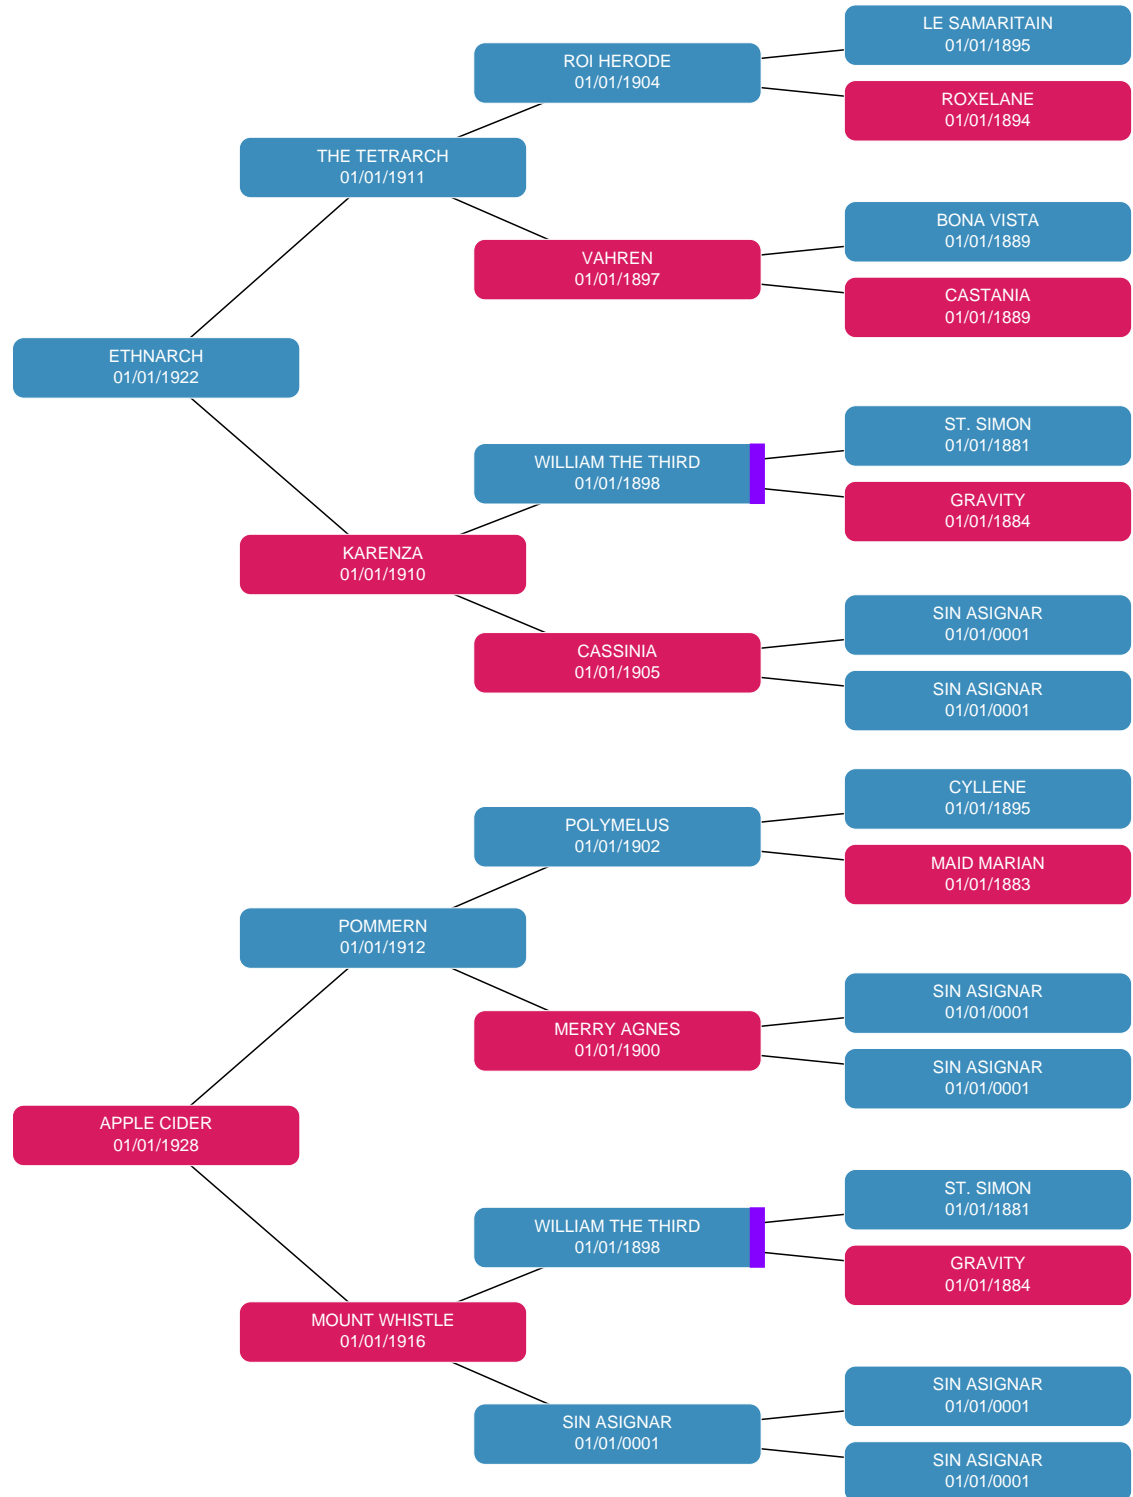 LE SAMARITAIN
01/01/1895
ROI HERODE
01/01/1904
ROXELANE
01/01/1894
THE TETRARCH
01/01/1911
BONA VISTA
01/01/1889
VAHREN
01/01/1897
CASTANIA
01/01/1889
ETHNARCH
01/01/1922
ST. SIMON
01/01/1881
WILLIAM THE THIRD
01/01/1898
GRAVITY
01/01/1884
KARENZA
01/01/1910
SIN ASIGNAR
01/01/0001
CASSINIA
01/01/1905
SIN ASIGNAR
01/01/0001
CYLLENE
01/01/1895
POLYMELUS
01/01/1902
MAID MARIAN
01/01/1883
POMMERN
01/01/1912
SIN ASIGNAR
01/01/0001
MERRY AGNES
01/01/1900
SIN ASIGNAR
01/01/0001
APPLE CIDER
01/01/1928
ST. SIMON
01/01/1881
WILLIAM THE THIRD
01/01/1898
GRAVITY
01/01/1884
MOUNT WHISTLE
01/01/1916
SIN ASIGNAR
01/01/0001
SIN ASIGNAR
01/01/0001
SIN ASIGNAR
01/01/0001